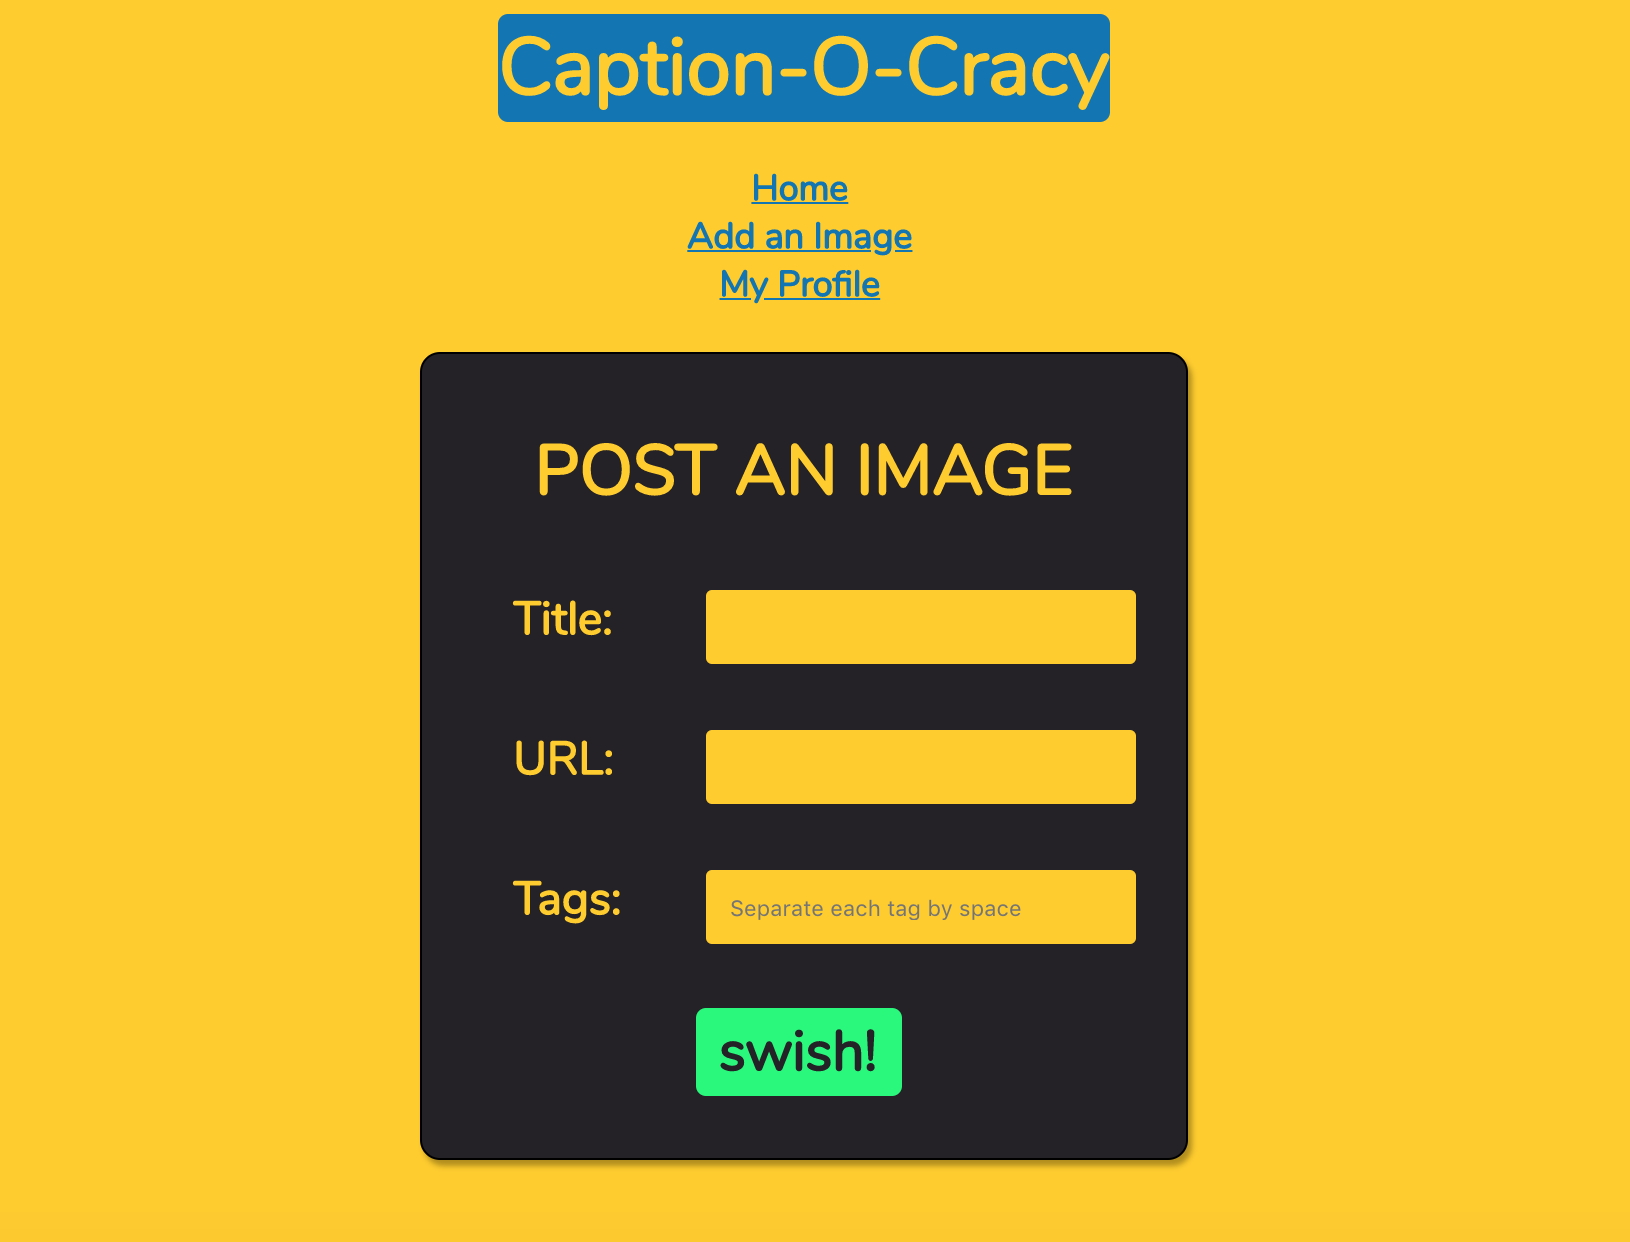 Caption-O-Cracy
Home
Add an Image
My Profile
POST AN IMAGE
Title:
URL:
Tags:
Separate each tag by space
swish!